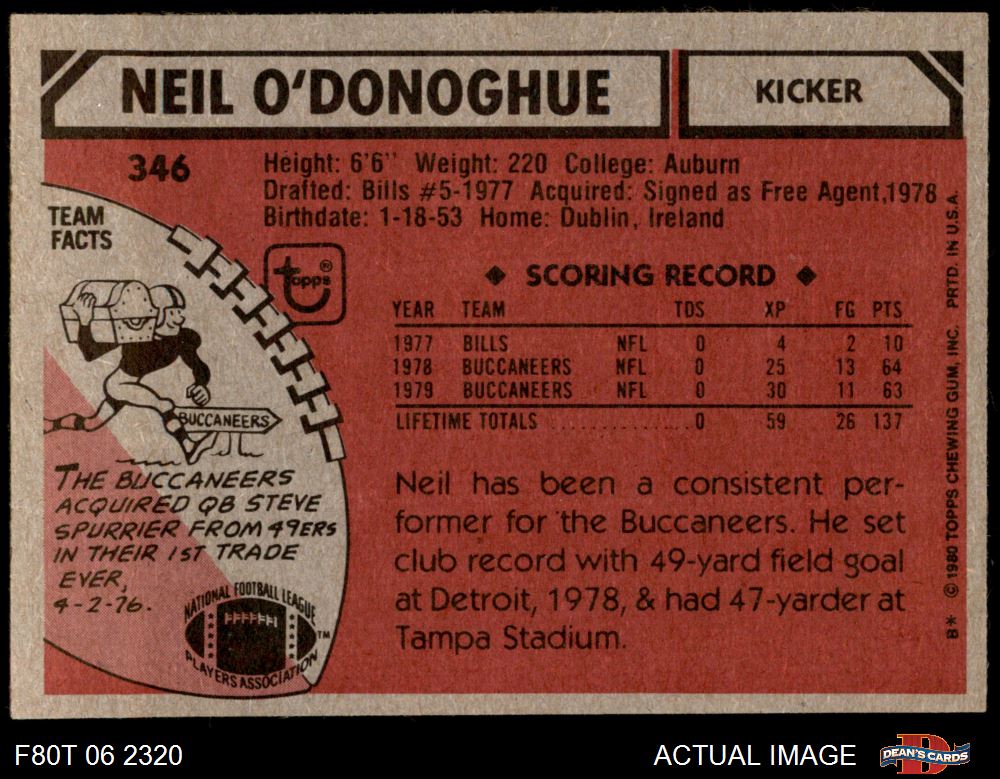 NEIL O'DONOGHUE
KICKER
346
Height: 6'6" Weight: 220 College: Auburn
Drafted: Bills #5-1977 Acquired: Signed as Free Agent,1978
Birthdate: 1-18-53 Home: Dublin, Ireland
TEAM
FACTS
topps®
◆ SCORING RECORD ◆
YEAR TEAM TDS XP FG PTS
1977 BILLS NFL 0 4 2 10
1978 BUCCANEERS NFL 0 25 13 64
1979 BUCCANEERS NFL 0 30 11 63
LIFETIME TOTALS ............... 0 59 26 137
BUCCANEERS
THE BUCCANEERS
ACQUIRED QB STEVE
SPURRIER FROM 49ERS
IN THEIR 1ST TRADE
EVER,
4-2-76.
NATIONAL FOOTBALL LEAGUE
PLAYERS ASSOCIATION
TM
Neil has been a consistent per-
former for the Buccaneers. He set
club record with 49-yard field goal
at Detroit, 1978, & had 47-yarder at
Tampa Stadium.
B* © 1980 TOPPS CHEWING GUM, INC. PRTD. IN U.S.A.
F80T 06 2320
ACTUAL IMAGE
DEAN'S CARDS